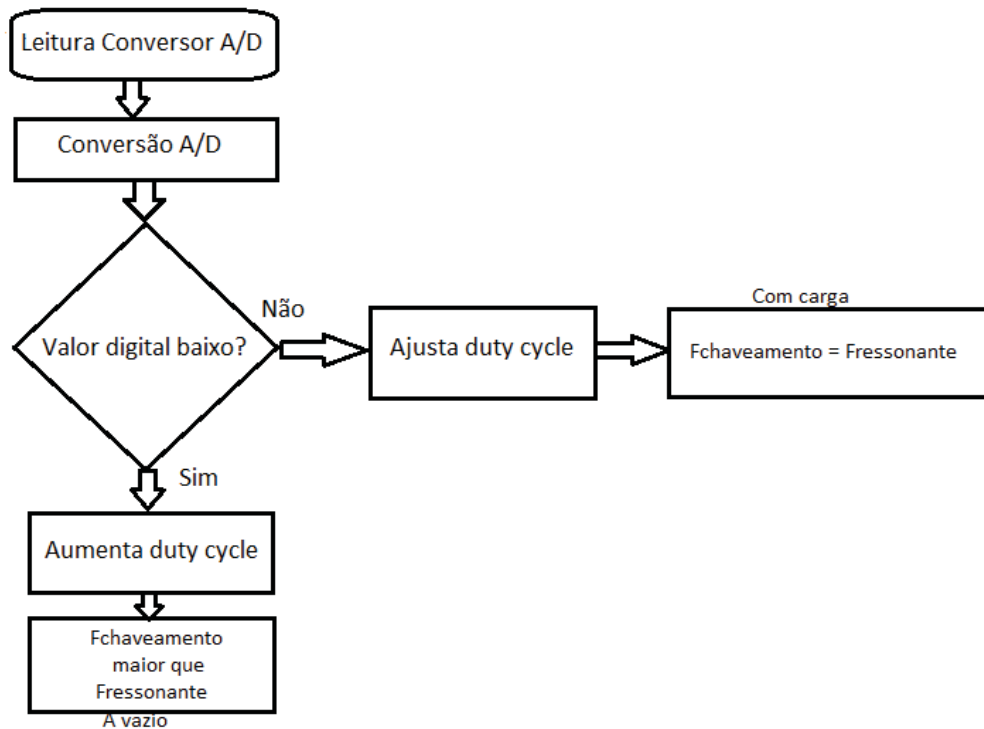 Leitura Conversor A/D
Conversão A/D
Valor digital baixo?
Não
Ajusta duty cycle
Com carga
Fchaveamento = Fressonante
Sim
Aumenta duty cycle
Fchaveamento
maior que
Fressonante
A vazio